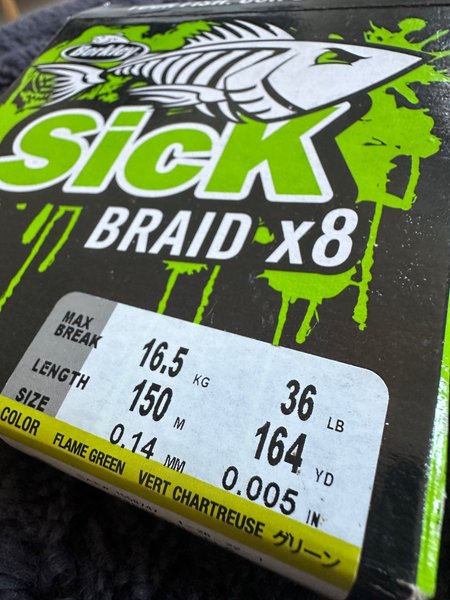 Berkley
SicK
BRAID x8
MAX BREAK 16.5 KG 36 LB
LENGTH 150 M 164 YD
SIZE 0.14 MM 0.005 IN
COLOR FLAME GREEN VERT CHARTREUSE グリーン